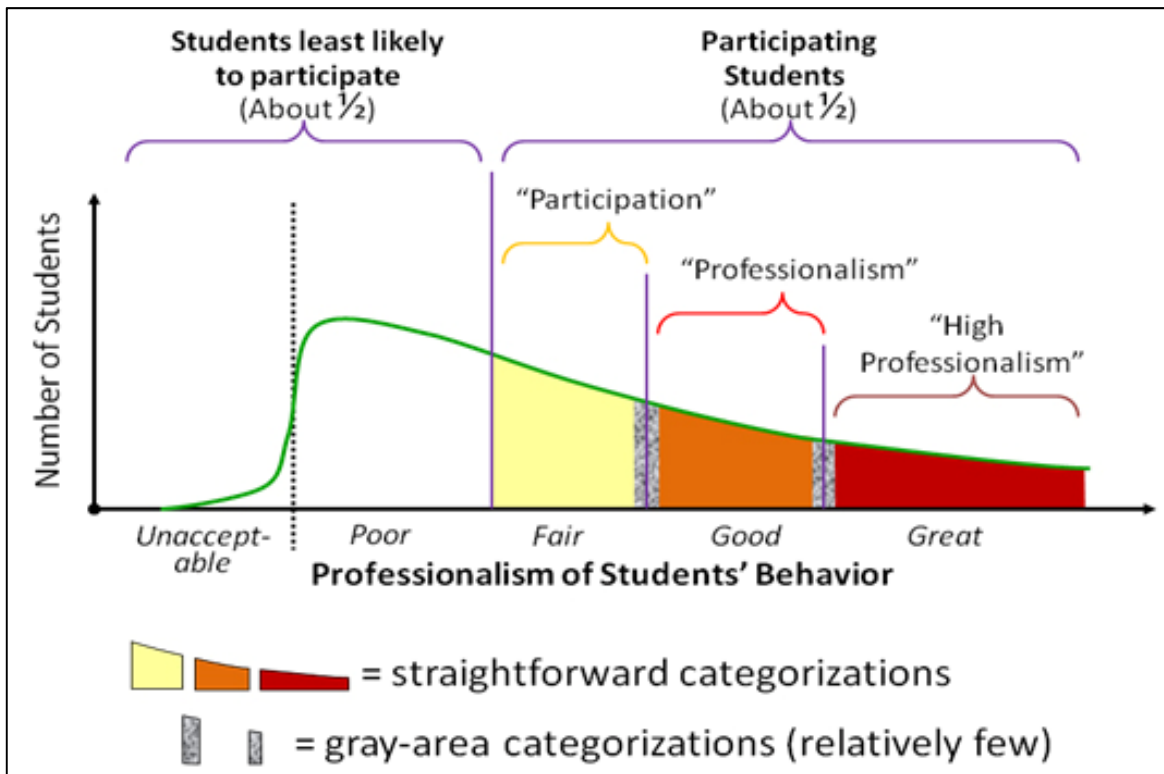 Students least likely
to participate
(About ½)
Participating
Students
(About ½)
Number of Students
“Participation”
“Professionalism”
“High
Professionalism”
Unaccept-
able
Poor
Fair
Good
Great
Professionalism of Students’ Behavior
= straightforward categorizations
= gray-area categorizations (relatively few)